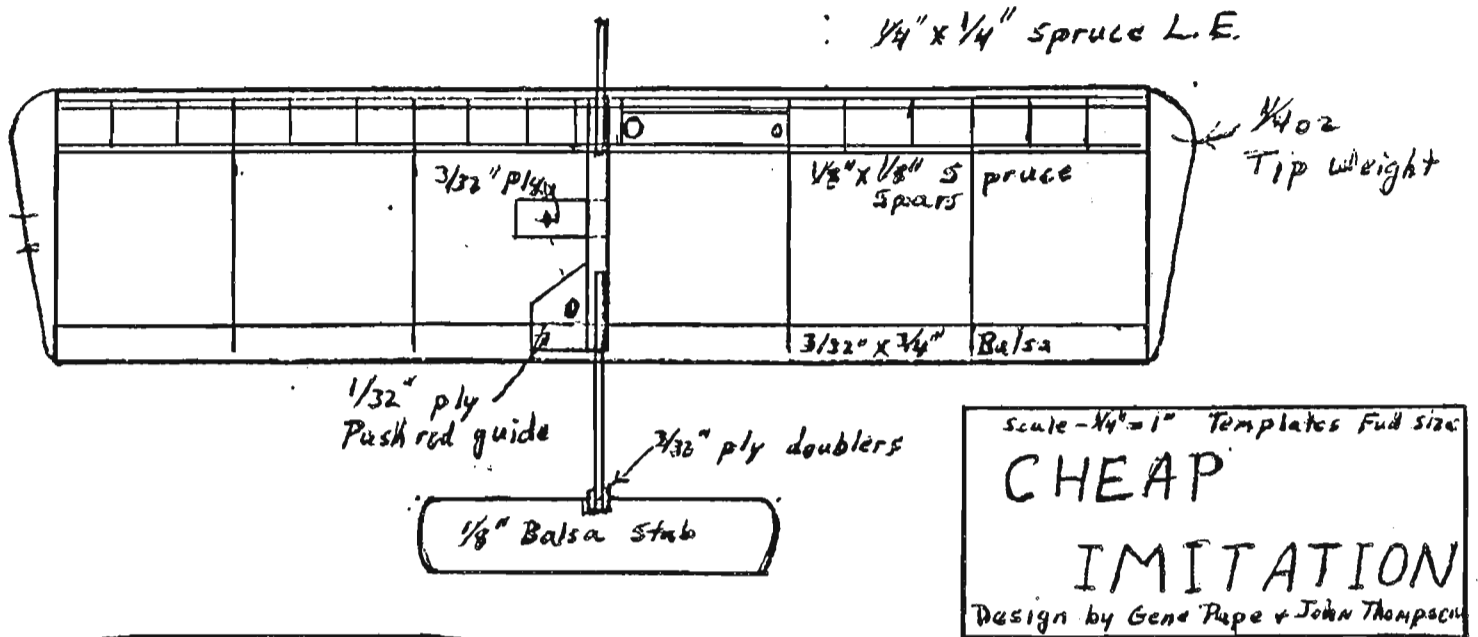 1/4" x 1/4" spruce L.E.
1/4 oz
Tip weight
3/32" ply
1/8" x 1/8" Spruce
Spars
3/32" x 3/4" Balsa
1/32" ply
Push rod guide
3/32" ply doublers
1/8" Balsa Stab
scale - 1/4" = 1" Templates Full size
CHEAP
IMITATION
Design by Gene Pape + John Thompson